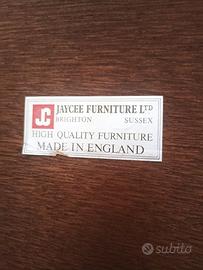 JC
JAYCEE FURNITURE LTD
BRIGHTON SUSSEX
HIGH QUALITY FURNITURE
MADE IN ENGLAND
subito